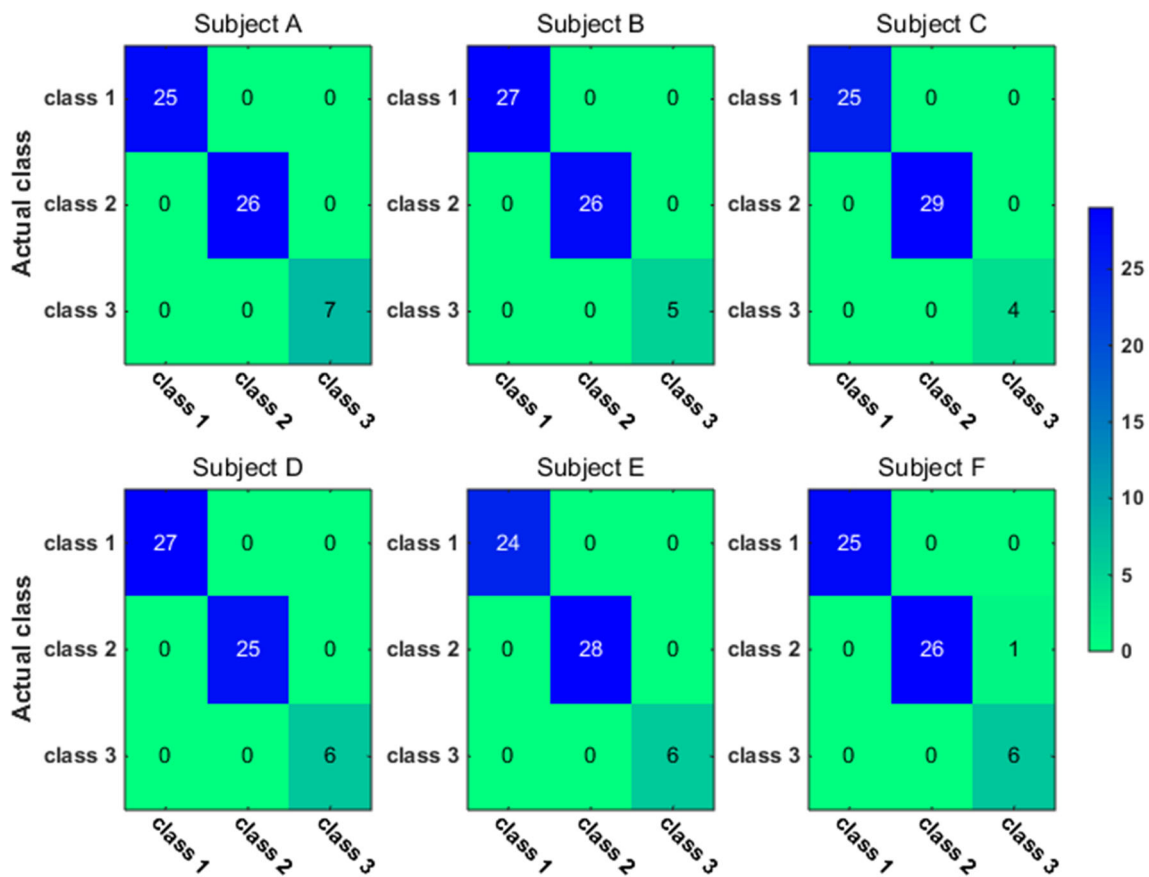 Subject A Subject B Subject C
class 1 25 0 0 class 1 27 0 0 class 1 25 0 0
Actual class
class 2 0 26 0 class 2 0 26 0 class 2 0 29 0
class 3 0 0 7 class 3 0 0 5 class 3 0 0 4
class 1 class 2 class 3 class 1 class 2 class 3 class 1 class 2 class 3
Subject D Subject E Subject F
class 1 27 0 0 class 1 24 0 0 class 1 25 0 0
Actual class
class 2 0 25 0 class 2 0 28 0 class 2 0 26 1
class 3 0 0 6 class 3 0 0 6 class 3 0 0 6
class 1 class 2 class 3 class 1 class 2 class 3 class 1 class 2 class 3
25
20
15
10
5
0